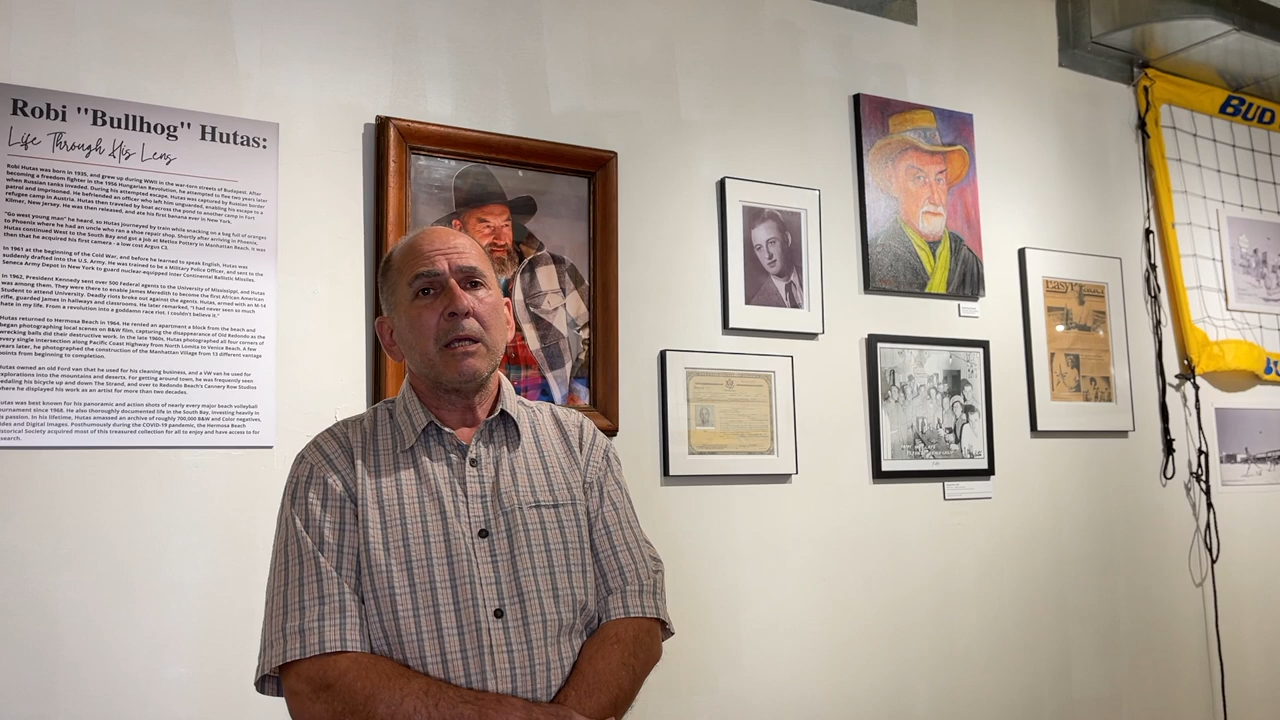 Robi "Bullhog" Hutas:
Life Through His Lens
Robi Hutas was born in 1935, and grew up during WWII in the war-torn streets of Budapest. After
becoming a freedom fighter in the 1956 Hungarian Revolution, he attempted to flee two years later
when Russian tanks invaded. During his attempted escape, Hutas was captured by Russian border
patrol and imprisoned. He befriended an officer who left him unguarded, enabling his escape to a
refugee camp in Austria. Hutas then traveled by boat across the pond to another camp in Fort
Kilmer, New Jersey. He was then released, and ate his first banana ever in New York.
"Go west young man" he heard, so Hutas journeyed by train while snacking on a bag full of oranges
to Phoenix where he had an uncle who ran a shoe repair shop. Shortly after arriving in Phoenix,
Hutas continued West to the South Bay and got a job at Metlox Pottery in Manhattan Beach. It was
then that he acquired his first camera - a low cost Argus C3.
In 1961 at the beginning of the Cold War, and before he learned to speak English, Hutas was
suddenly drafted into the U.S. Army. He was trained to be a Military Police Officer, and sent to the
Seneca Army Depot in New York to guard nuclear-equipped Inter Continental Ballistic Missiles.
In 1962, President Kennedy sent over 500 Federal agents to the University of Mississippi, and Hutas
was among them. They were there to enable James Meredith to become the first African American
Student to attend University. Deadly riots broke out against the agents. Hutas, armed with an M-14
rifle, guarded James in hallways and classrooms. He later remarked, "I had never seen so much
hate in my life. From a revolution into a goddamn race riot. I couldn't believe it."
Hutas returned to Hermosa Beach in 1964. He rented an apartment a block from the beach and
began photographing local scenes on B&W film, capturing the disappearance of Old Redondo as the
wrecking balls did their destructive work. In the late 1960s, Hutas photographed all four corners of
every single intersection along Pacific Coast Highway from North Lomita to Venice Beach. A few
years later, he photographed the construction of the Manhattan Village from 13 different vantage
points from beginning to completion.
Hutas owned an old Ford van that he used for his cleaning business, and a VW van he used for
explorations into the mountains and deserts. For getting around town, he was frequently seen
pedaling his bicycle up and down The Strand, and over to Redondo Beach's Cannery Row Studios
where he displayed his work as an artist for more than two decades.
Hutas was best known for his panoramic and action shots of nearly every major beach volleyball
tournament since 1968. He also thoroughly documented life in the South Bay, investing heavily in
his passion. In his lifetime, Hutas amassed an archive of roughly 700,000 B&W and Color negatives,
slides and Digital images. Posthumously during the COVID-19 pandemic, the Hermosa Beach
Historical Society acquired most of this treasured collection for all to enjoy and have access to for
research.
BUD